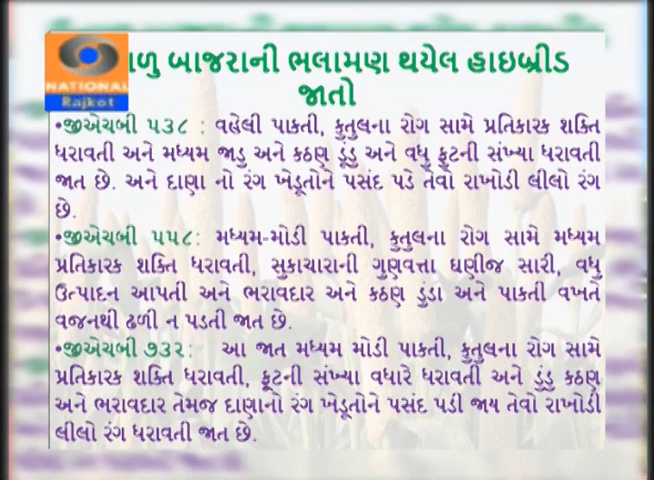 NATIONAL
Rajkot
બાજરાની ભલામણ થયેલ હાઇબ્રીડ
જાતો
•જીએચબી ૫૩૮ : વહેલી પાકતી, કુતુલના રોગ સામે પ્રતિકારક શક્તિ
ધરાવતી અને મધ્યમ જાડુ અને કઠણ ડૂંડુ અને વધુ ફુટની સંખ્યા ધરાવતી
જાત છે. અને દાણા નો રંગ ખેડૂતોને પસંદ પડે તેવો રાખોડી લીલો રંગ
છે.
•જીએચબી ૫૫૮: મધ્યમ-મોડી પાકતી, કુતુલના રોગ સામે મધ્યમ
પ્રતિકારક શક્તિ ધરાવતી, સુકાચારાની ગુણવત્તા ઘણીજ સારી, વધુ
ઉત્પાદન આપતી અને ભરાવદાર અને કઠણ ડુંડા અને પાકતી વખતે
વજનથી ઢળી ન પડતી જાત છે.
•જીએચબી ૭૩૨: આ જાત મધ્યમ મોડી પાકતી, કુતુલના રોગ સામે
પ્રતિકારક શક્તિ ધરાવતી, ફૂટની સંખ્યા વધારે ધરાવતી અને ડુંડુ કઠણ
અને ભરાવદાર તેમજ દાણાનો રંગ ખેડૂતોને પસંદ પડી જાય તેવો રાખોડી
લીલો રંગ ધરાવતી જાત છે.